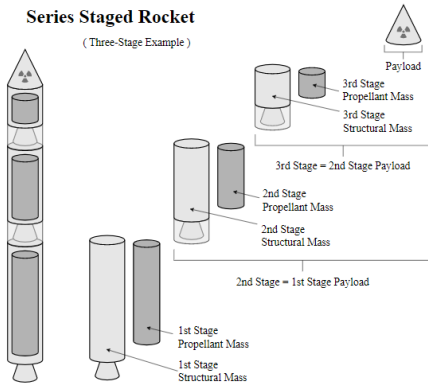 Series Staged Rocket
( Three-Stage Example )
Payload
3rd Stage
Propellant Mass
3rd Stage
Structural Mass
3rd Stage = 2nd Stage Payload
2nd Stage
Propellant Mass
2nd Stage
Structural Mass
2nd Stage = 1st Stage Payload
1st Stage
Propellant Mass
1st Stage
Structural Mass